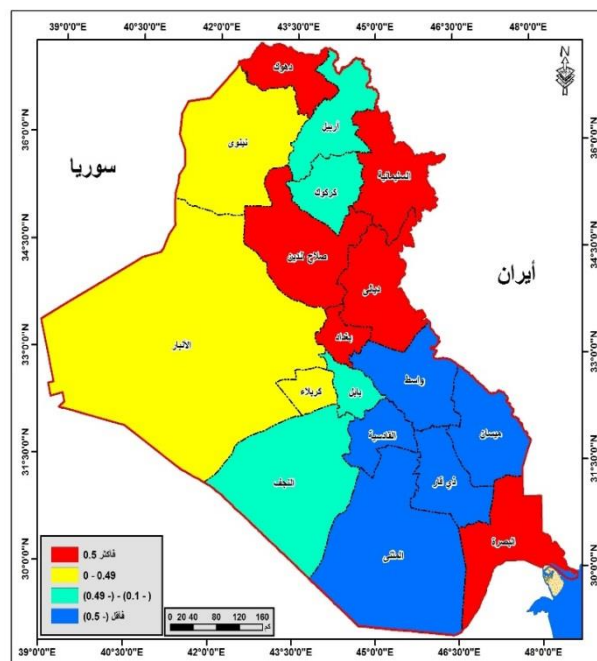 39°0'0"E 40°30'0"E 42°0'0"E 43°30'0"E 45°0'0"E 46°30'0"E 48°0'0"E
N
دهوك
36°0'0"N
أربيل
36°0'0"N
نينوى
سوريا
السليمانية
كركوك
34°30'0"N
صلاح الدين
34°30'0"N
أيران
ديالى
33°0'0"N
بغداد
33°0'0"N
الانبار
واسط
كربلاء
بابل
ميسان
القادسية
31°30'0"N
31°30'0"N
النجف
ذي قار
البصرة
المثنى
30°0'0"N
30°0'0"N
فاكثر 0.5
0 - 0.49
(0.49 -) - (0.1 - )
فاقل (- 0.5)
0 20 40 80 120 160
كم
39°0'0"E 40°30'0"E 42°0'0"E 43°30'0"E 45°0'0"E 46°30'0"E 48°0'0"E